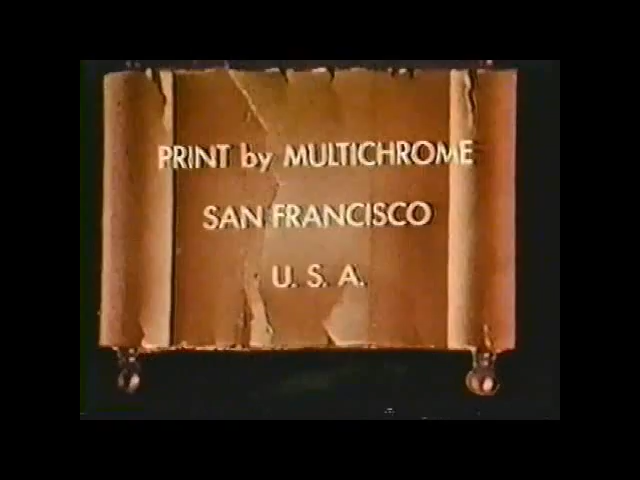 PRINT by MULTICHROME
SAN FRANCISCO
U. S. A.